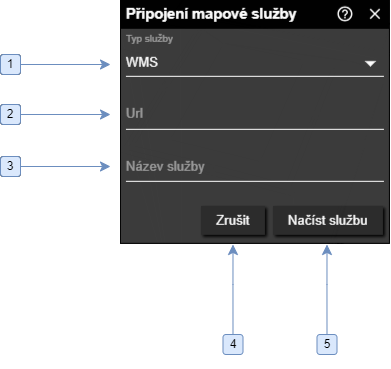 Připojení mapové služby
Typ služby
1 WMS
2 Url
3 Název služby
Zrušit Načíst službu
4 5